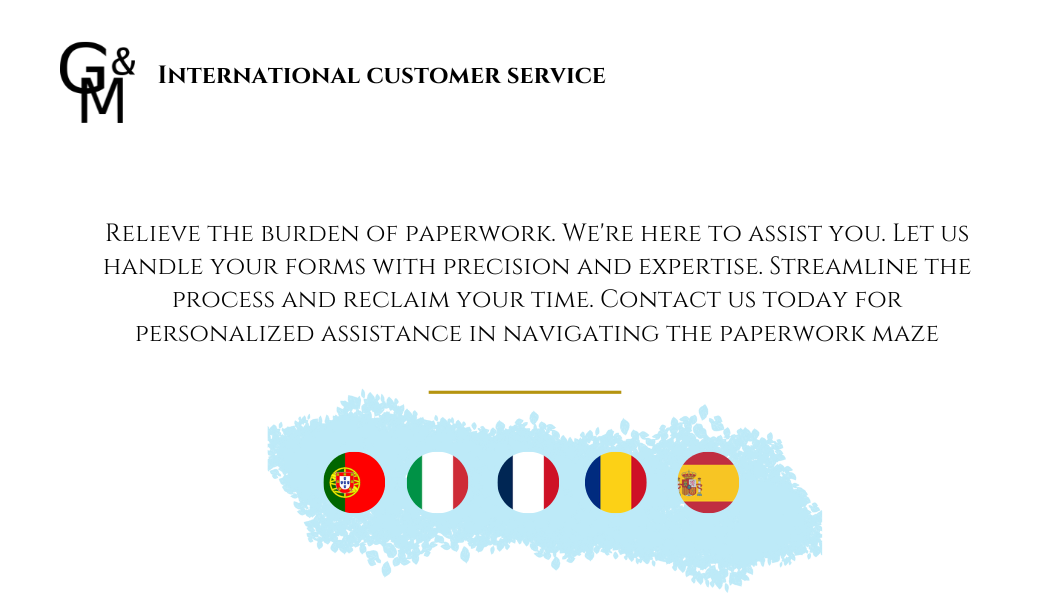 G&M
International customer service
Relieve the burden of paperwork. We're here to assist you. Let us
handle your forms with precision and expertise. Streamline the
process and reclaim your time. Contact us today for
personalized assistance in navigating the paperwork maze